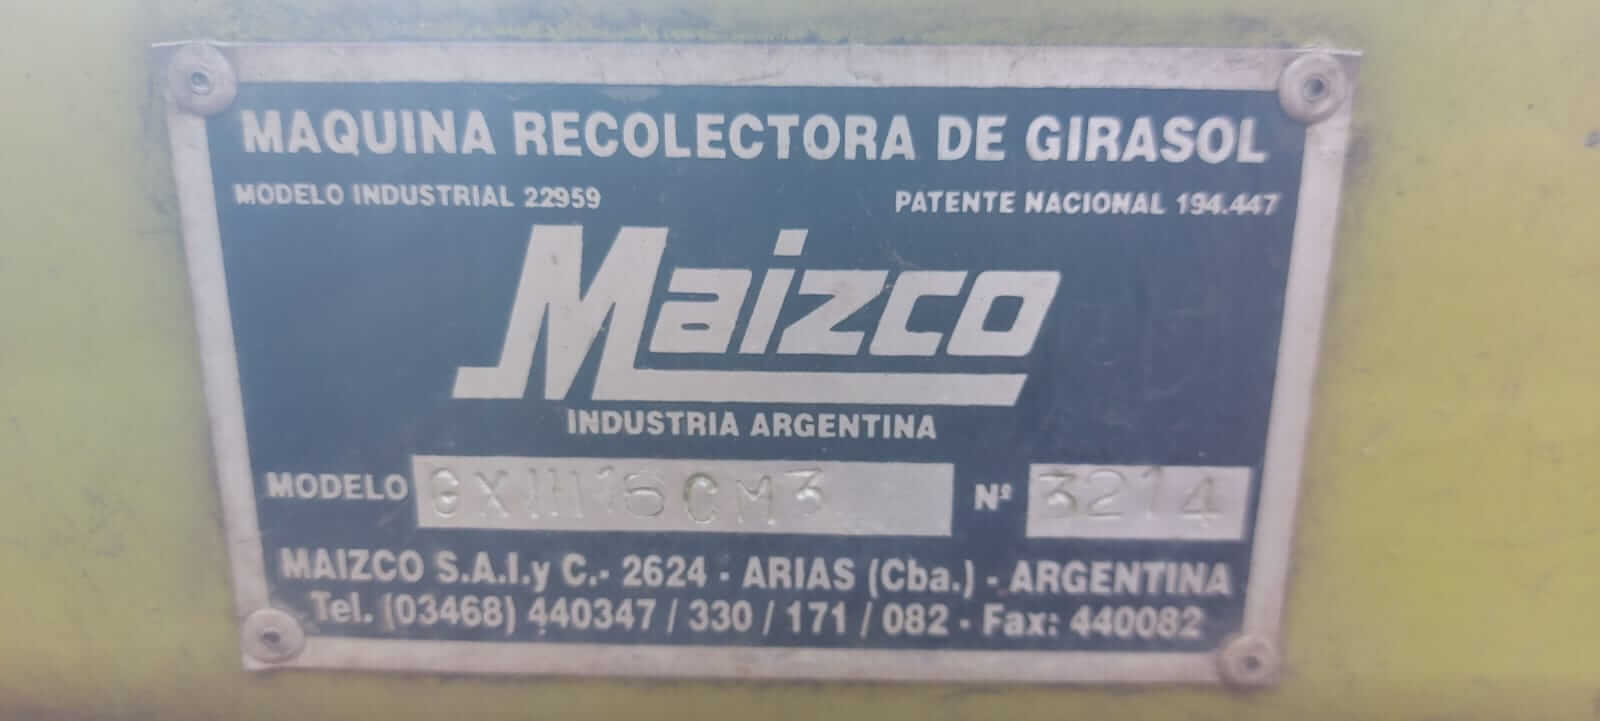 MAQUINA RECOLECTORA DE GIRASOL
MODELO INDUSTRIAL 22959 PATENTE NACIONAL 194.447
Maizco
INDUSTRIA ARGENTINA
MODELO Nº 3214
MAIZCO S.A.I.y C.- 2624 - ARIAS (Cba.) - ARGENTINA
Tel. (03468) 440347 / 330 / 171 / 082 - Fax: 440082